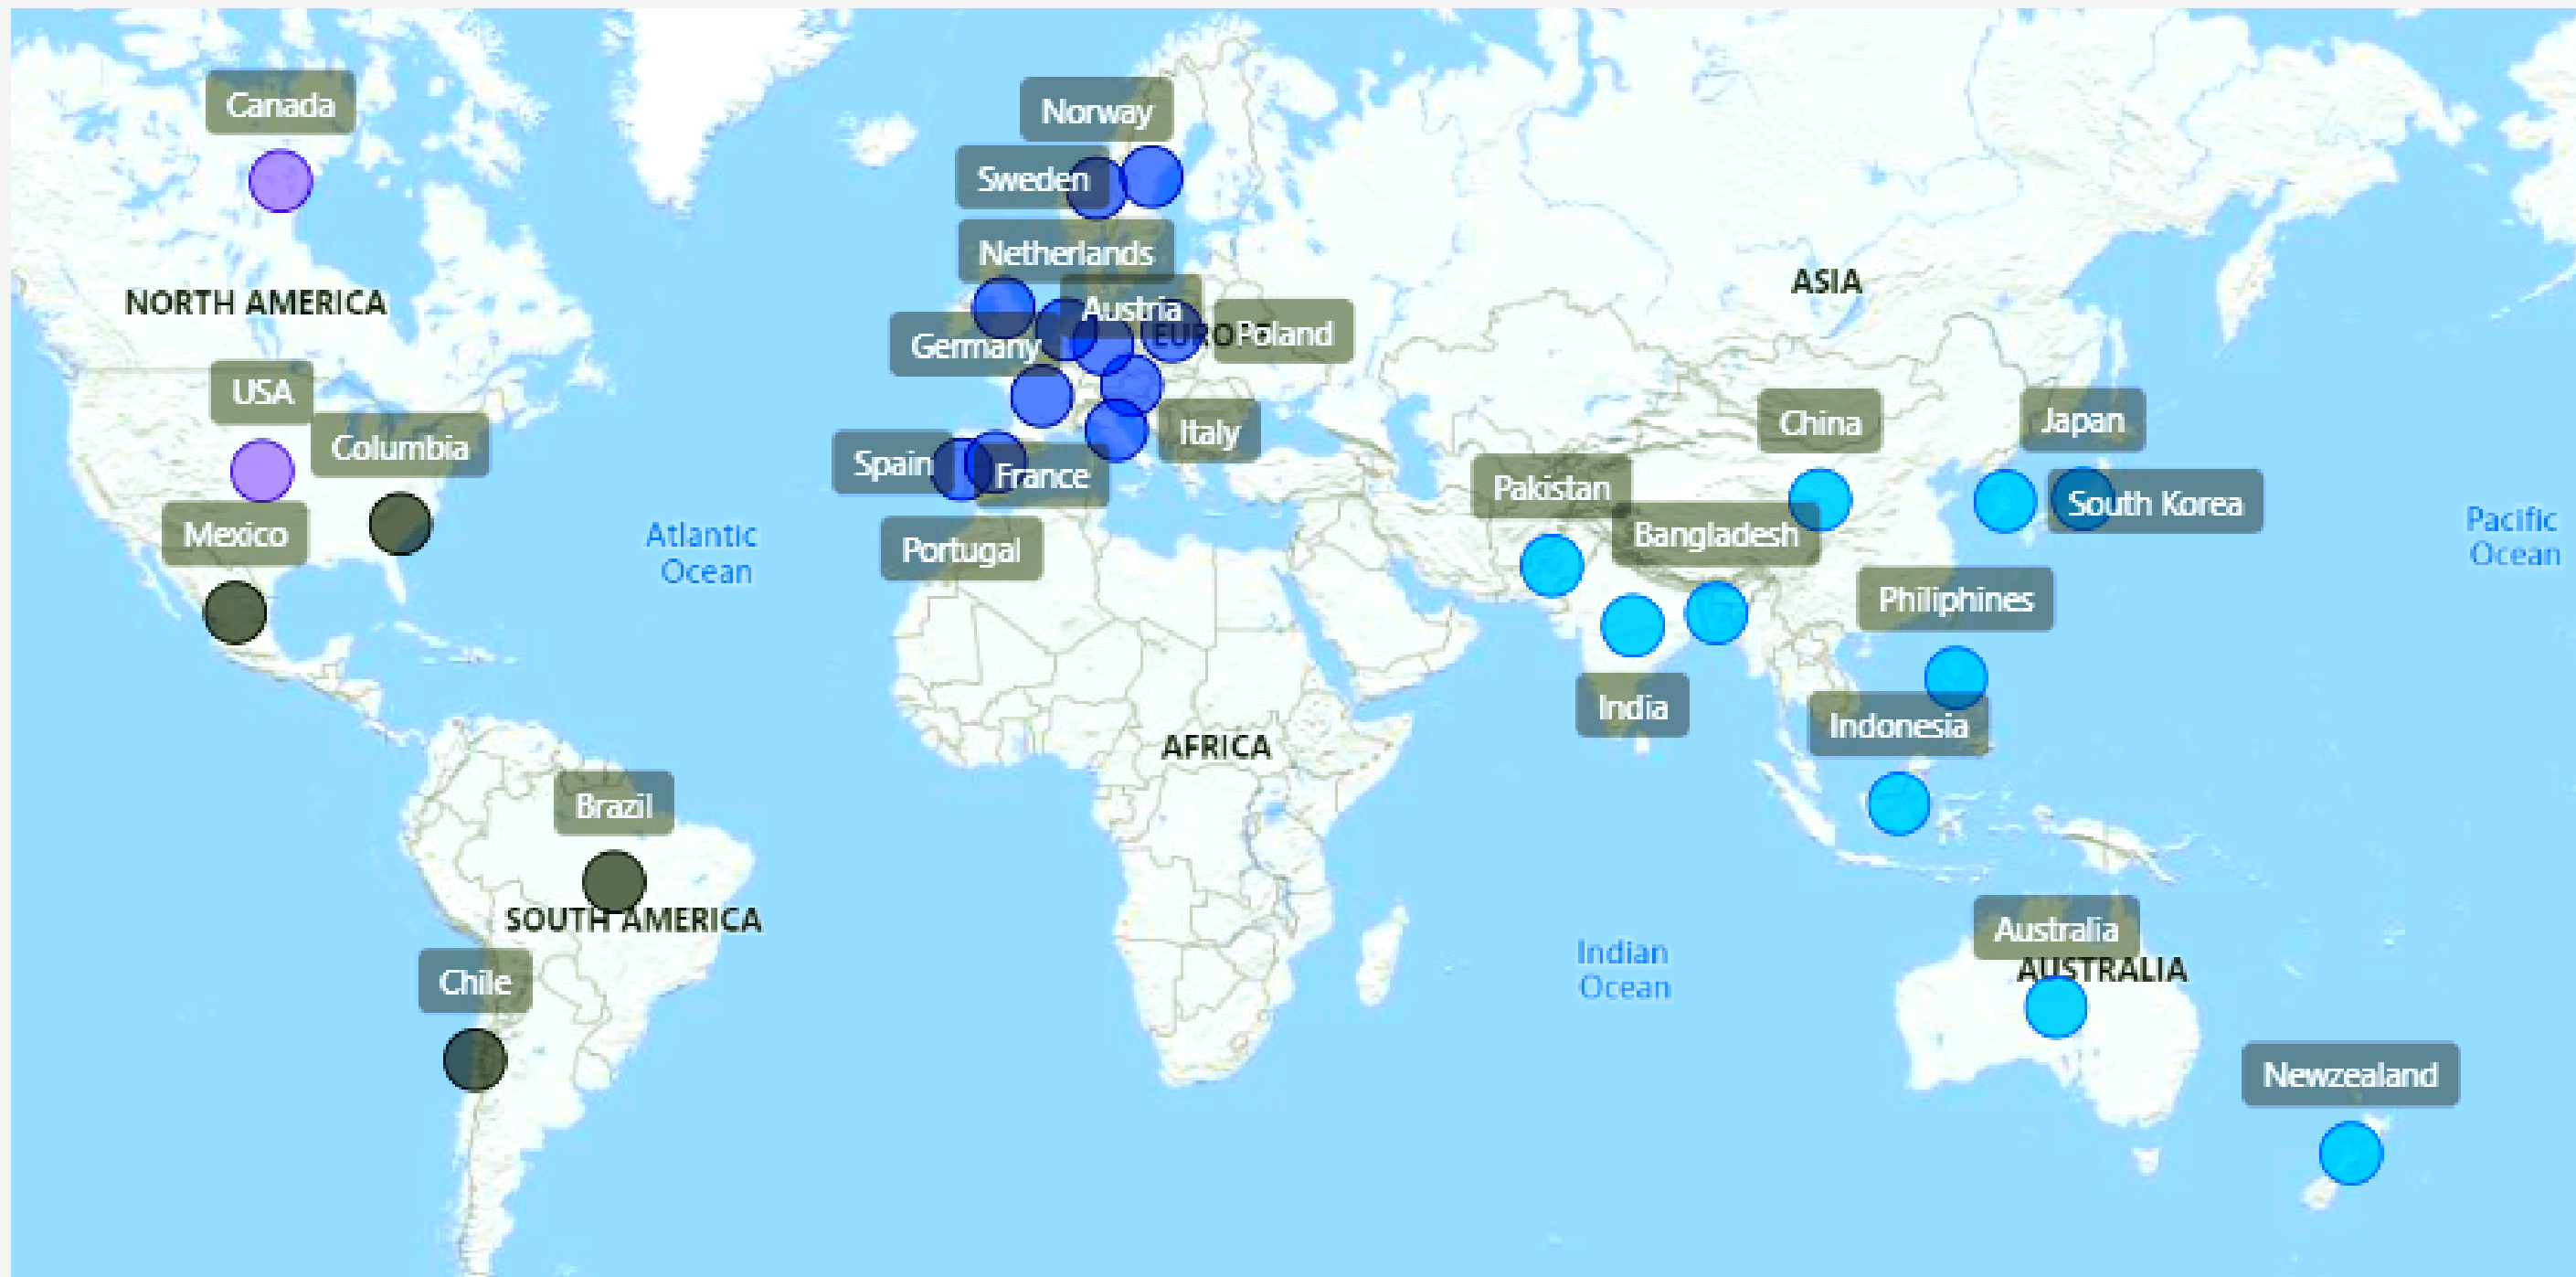 Canada
Norway
Sweden
Netherlands
ASIA
NORTH AMERICA
Austria
EUROPE
Poland
Germany
USA
Columbia
Italy
China
Japan
Spain
France
Pakistan
South Korea
Mexico
Bangladesh
Atlantic
Ocean
Portugal
Pacific
Ocean
Philiphines
India
Indonesia
AFRICA
Brazil
SOUTH AMERICA
Australia
AUSTRALIA
Indian
Ocean
Chile
Newzealand